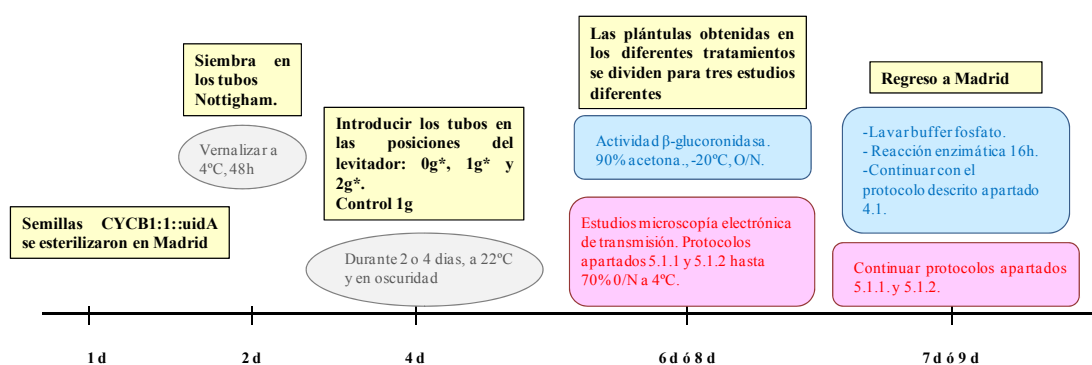 Semillas CYCB1:1::uidA
se esterilizaron en Madrid
Siembra en
los tubos
Nottigham.
Vernalizar a
4ºC, 48h
Introducir los tubos en
las posiciones del
levitador: 0g*, 1g* y
2g*.
Control 1g
Durante 2 o 4 dias, a 22ºC
y en oscuridad
Las plántulas obtenidas en
los diferentes tratamientos
se dividen para tres estudios
diferentes
Actividad β-glucoronidasa.
90% acetona., -20ºC, O/N.
Estudios microscopía electrónica
de transmisión. Protocolos
apartados 5.1.1 y 5.1.2 hasta
70% 0/N a 4ºC.
Regreso a Madrid
-Lavar buffer fosfato.
- Reacción enzimática 16h.
-Continuar con el
protocolo descrito apartado
4.1.
Continuar protocolos apartados
5.1.1. y 5.1.2.
1 d
2 d
4 d
6 d ó 8 d
7 d ó 9 d